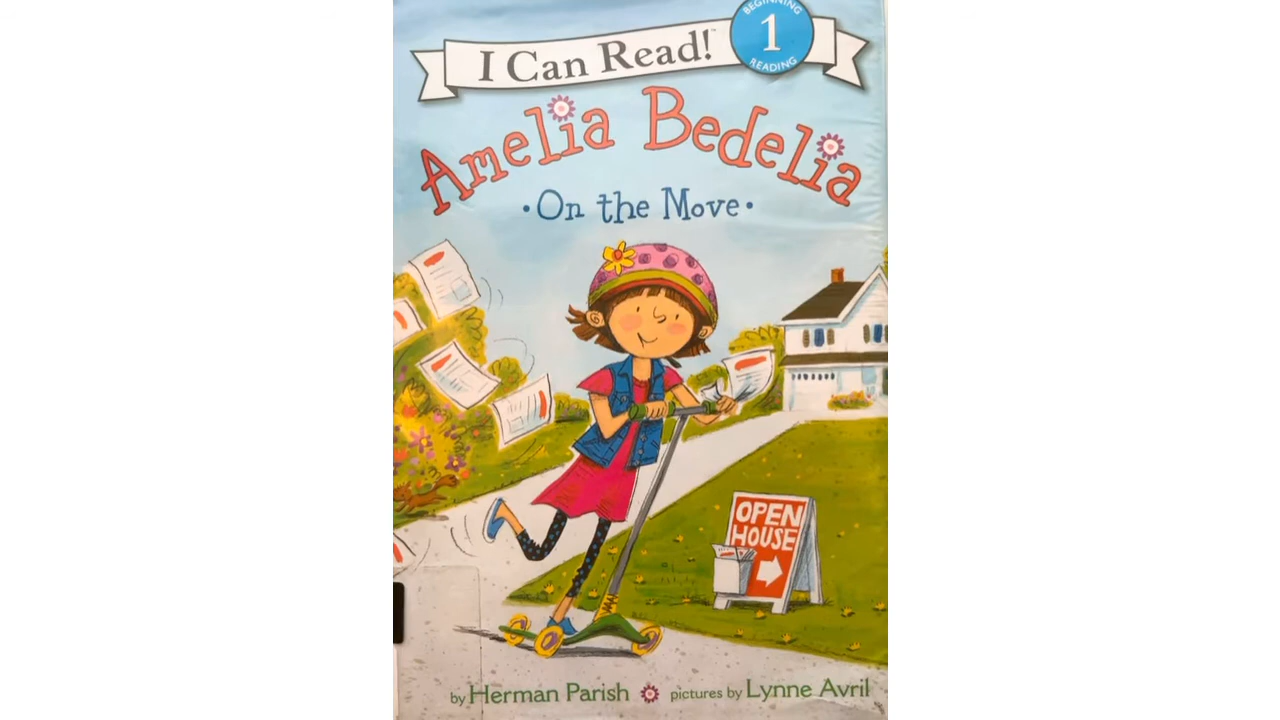 BEGINNING
1
READING
I Can Read!™
Amelia Bedelia
• On the Move •
OPEN
HOUSE
by Herman Parish pictures by Lynne Avril